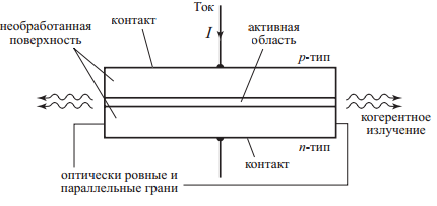 Ток
контакт
необработанная
поверхность
I
активная
область
p-тип
когерентное
излучение
n-тип
контакт
оптически ровные и
параллельные грани